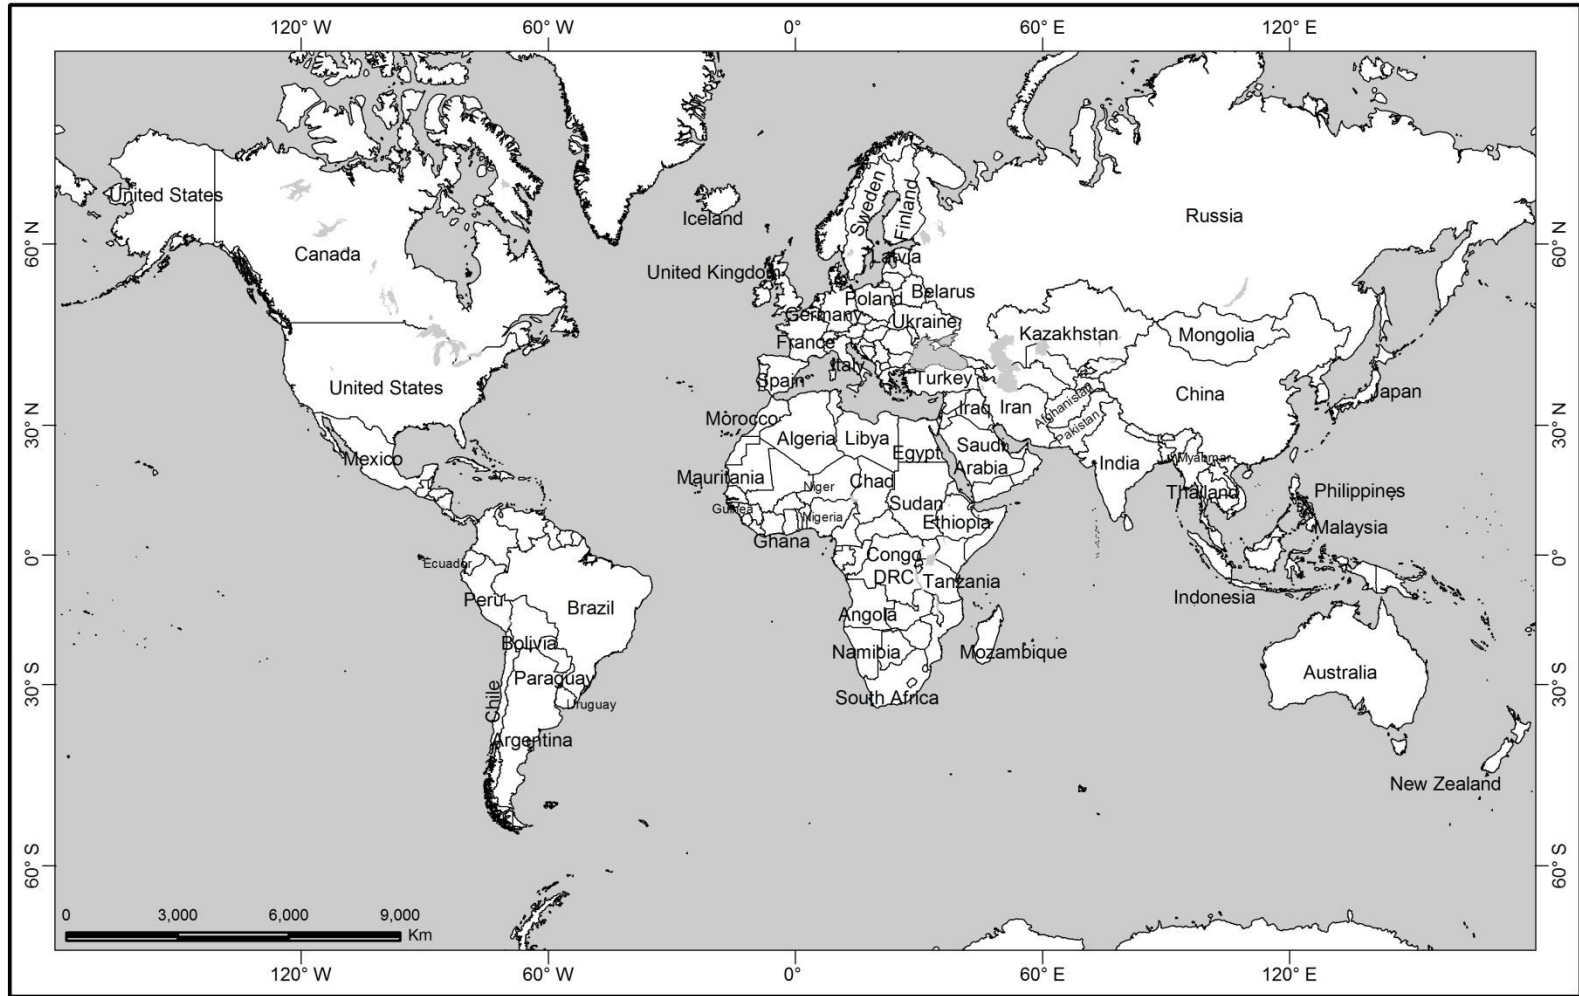 120° W
60° W
0°
60° E
120° E
United States
Canada
Iceland
Sweden
Finland
Russia
60° N
60° N
United Kingdom
Latvia
Belarus
Poland
Germany
Ukraine
France
Kazakhstan
Mongolia
Italy
Spain
Turkey
United States
China
Japan
Iraq
Iran
Afghanistan
Pakistan
30° N
30° N
Morocco
Algeria
Libya
Egypt
Saudi
Arabia
Mexico
India
Myanmar
Mauritania
Niger
Chad
Thailand
Philippines
Guinea
Nigeria
Sudan
Ethiopia
Malaysia
Ghana
0°
0°
Ecuador
Congo
DRC
Tanzania
Peru
Brazil
Indonesia
Angola
Bolivia
Namibia
Mozambique
Paraguay
Australia
30° S
30° S
Chile
Uruguay
South Africa
Argentina
New Zealand
60° S
60° S
0
3,000
6,000
9,000
Km
120° W
60° W
0°
60° E
120° E